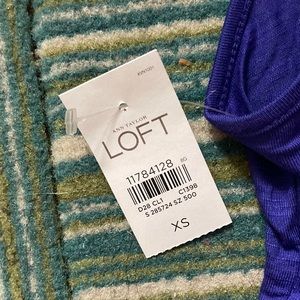 ANN TAYLOR
LOFT
11784128
D28 CL1 C1398
S 285724 SZ 500
XS